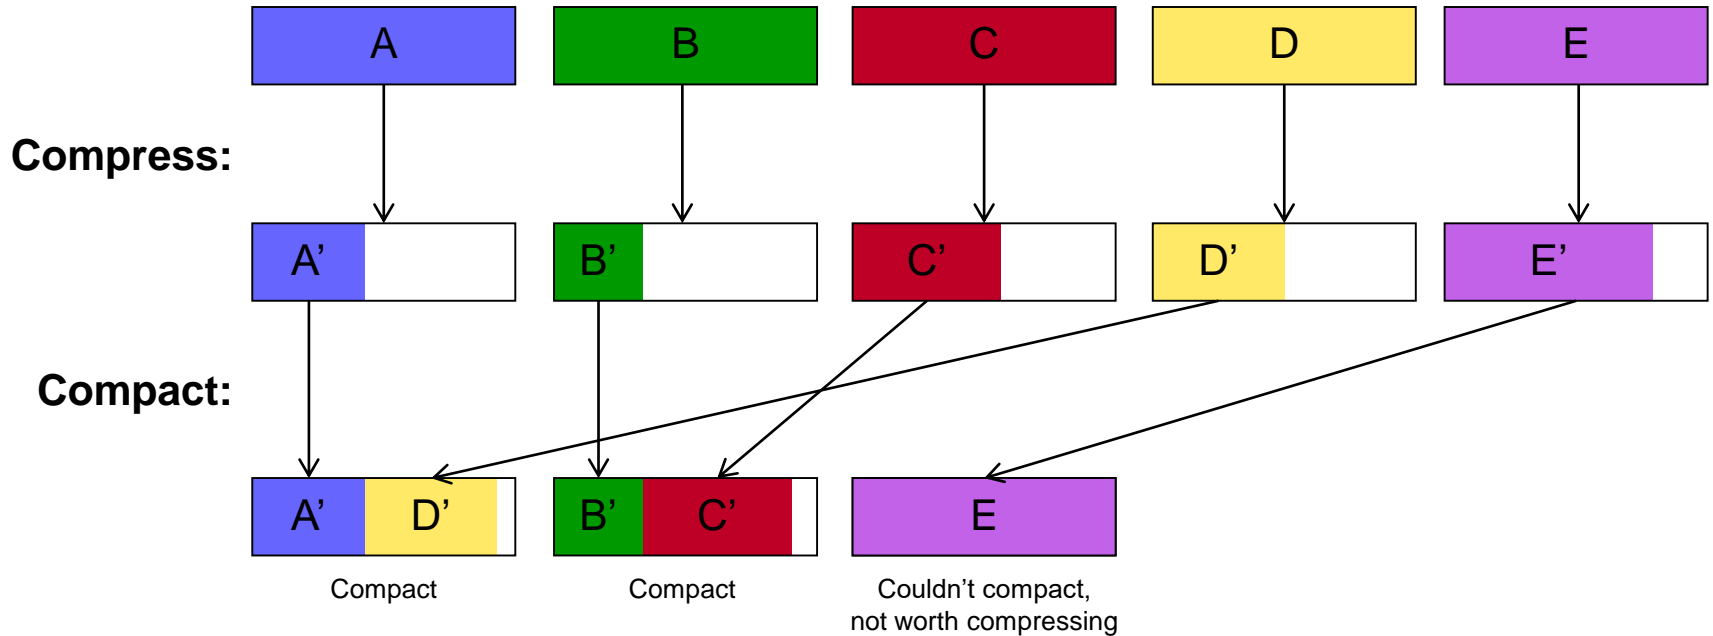 A
B
C
D
E
Compress:
A’
B’
C’
D’
E’
Compact:
A’
D’
B’
C’
E
Compact
Compact
Couldn’t compact,
not worth compressing